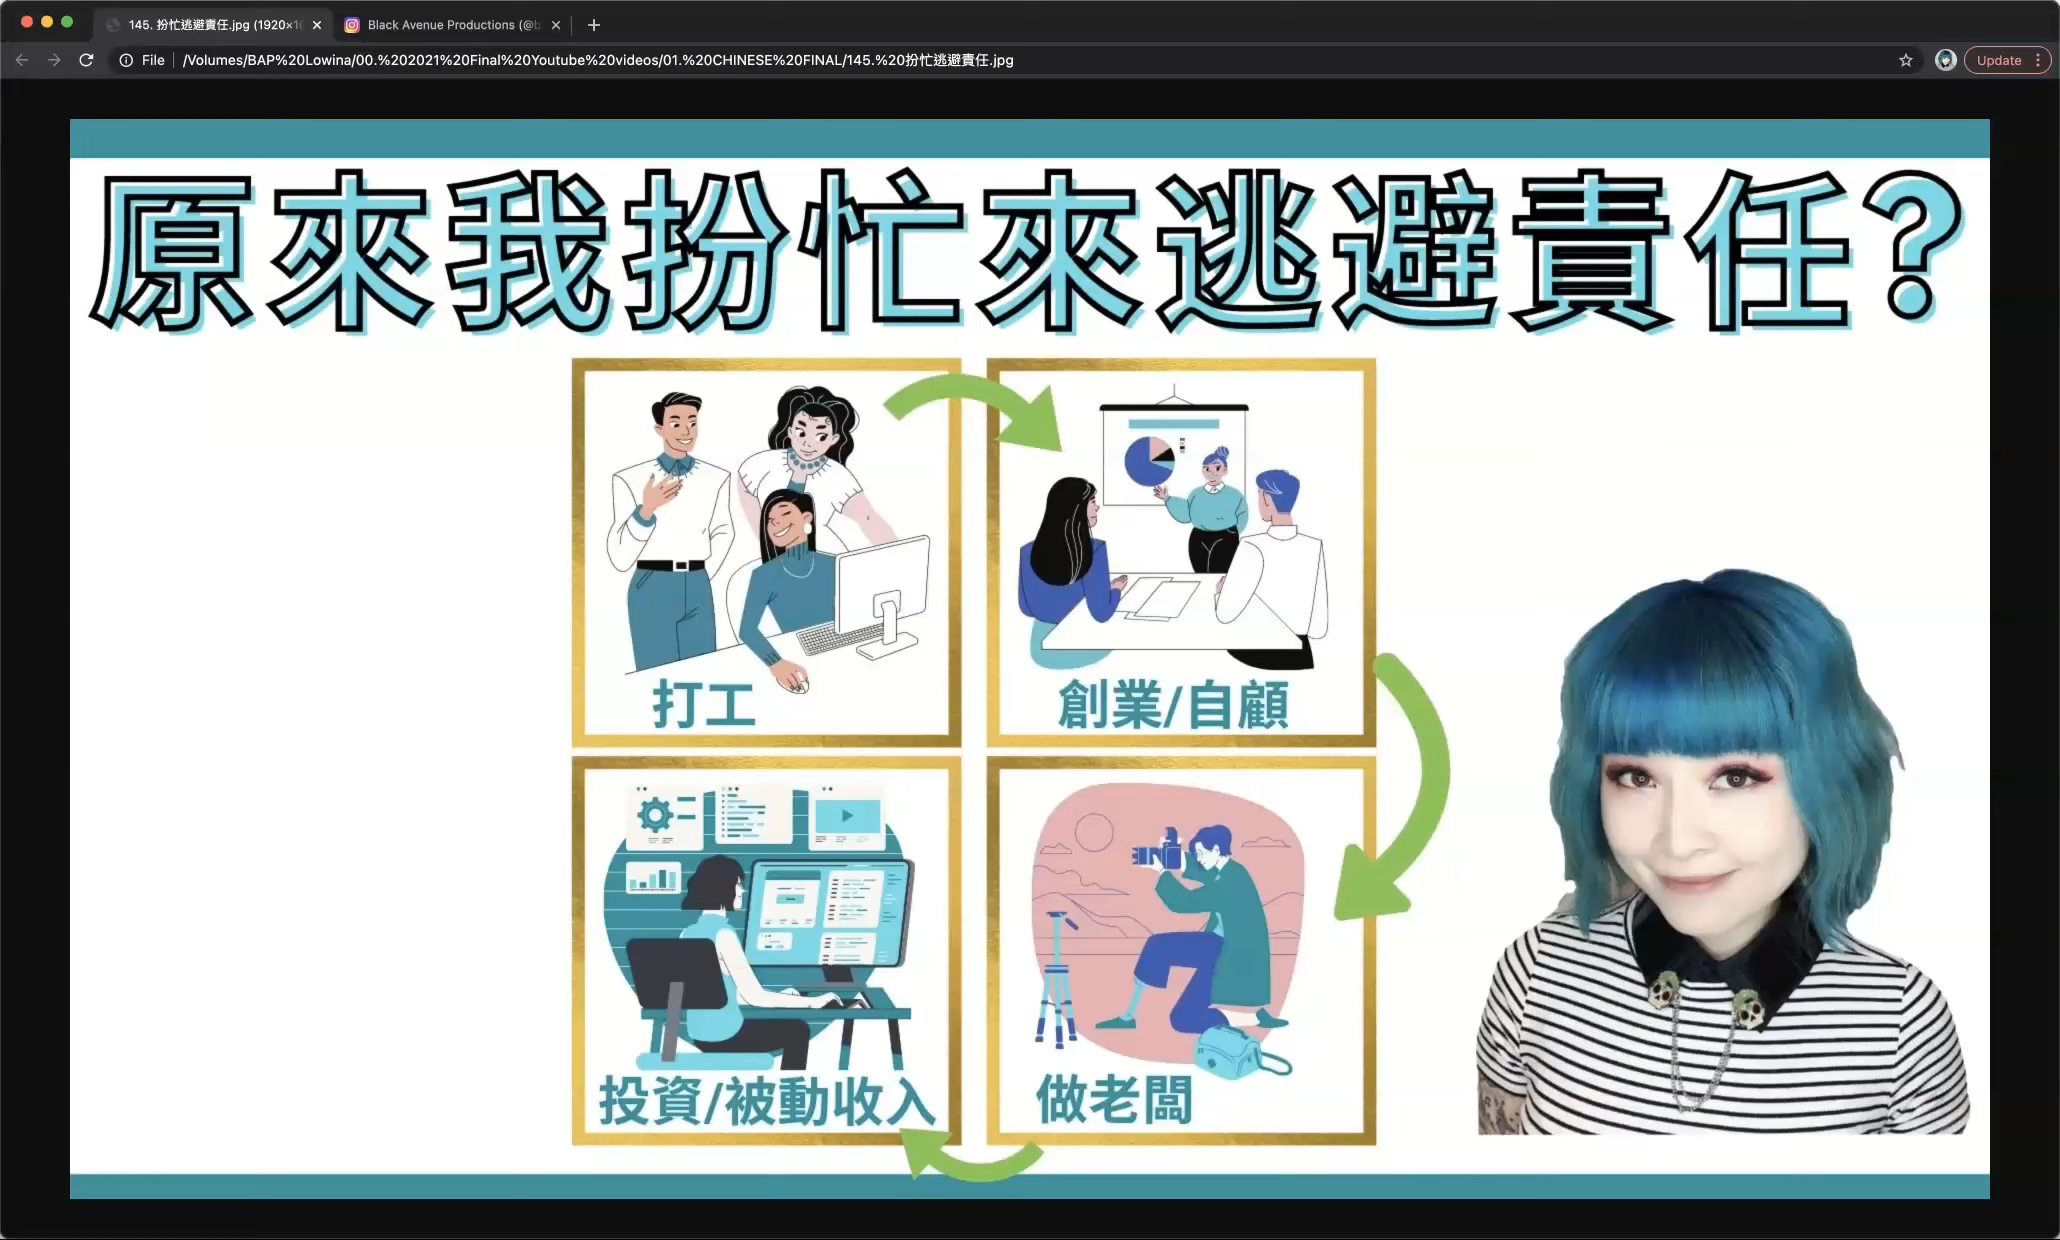 145. 扮忙逃避責任.jpg (1920×1
Black Avenue Productions (@b
File
/Volumes/BAP%20Lowina/00.%202021%20Final%20Youtube%20videos/01.%20CHINESE%20FINAL/145.%20扮忙逃避責任.jpg
Update
原來我扮忙來逃避責任?
打工
創業/自顧
投資/被動收入
做老闆